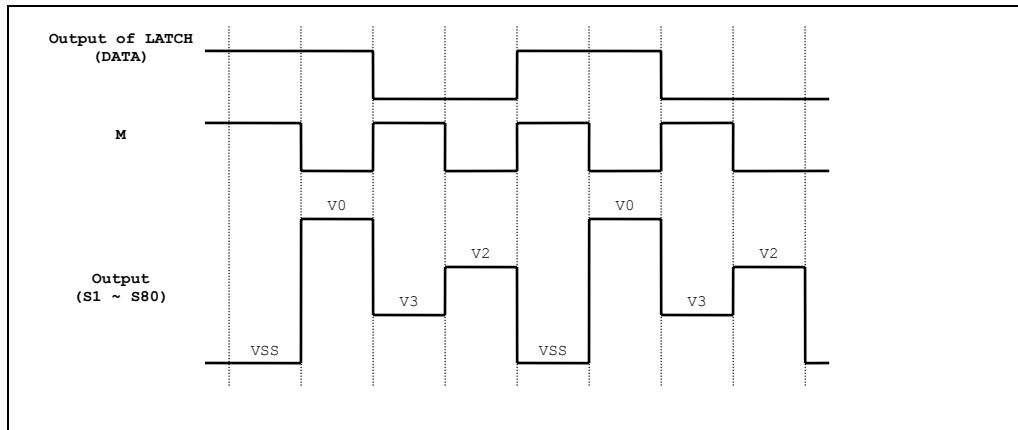 Output of LATCH
(DATA)
M
V0
V0
V2
V2
Output
(S1 ~ S80)
V3
V3
VSS
VSS